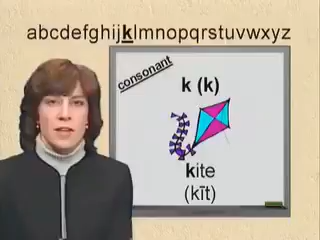 abcdefghijklmnopqrstuvwxyz
consonant
k (k)
kite
(kīt)